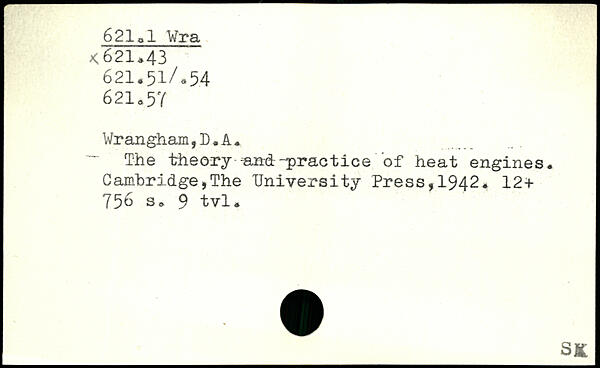 621.1 Wra
x 621.43
621.51/.54
621.57
Wrangham,D.A.
The theory and practice of heat engines.
Cambridge,The University Press,1942. 12+
756 s. 9 tvl.
SK